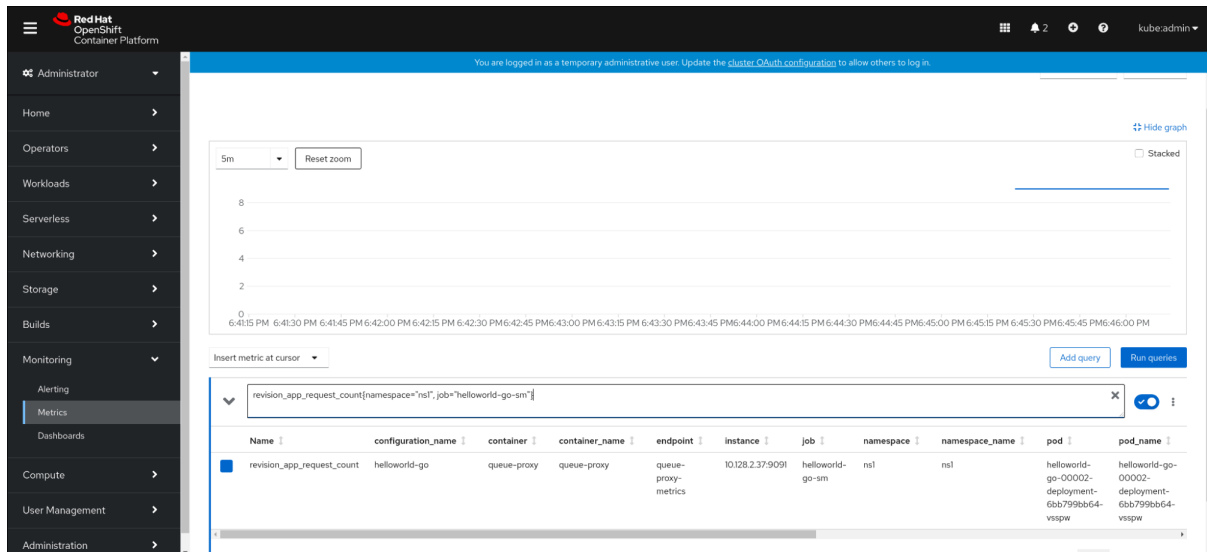 Red Hat
OpenShift
Container Platform
2
kube:admin
Administrator
You are logged in as a temporary administrative user. Update the cluster OAuth configuration to allow others to log in.
Home
Operators
Workloads
Serverless
Networking
Storage
Builds
Monitoring
Alerting
Metrics
Dashboards
Compute
User Management
Administration
Hide graph
5m
Reset zoom
Stacked
8
6
4
2
0
6:41:15 PM 6:41:30 PM 6:41:45 PM 6:42:00 PM 6:42:15 PM 6:42:30 PM 6:42:45 PM 6:43:00 PM 6:43:15 PM 6:43:30 PM 6:43:45 PM 6:44:00 PM 6:44:15 PM 6:44:30 PM 6:44:45 PM 6:45:00 PM 6:45:15 PM 6:45:30 PM 6:45:45 PM 6:46:00 PM
Insert metric at cursor
Add query
Run queries
revision_app_request_count{namespace="ns1", job="helloworld-go-sm"}
Name configuration_name container container_name endpoint instance job namespace namespace_name pod pod_name
revision_app_request_count helloworld-go queue-proxy queue-proxy queue- 10.128.2.37:9091 helloworld- ns1 ns1 helloworld- helloworld-go-
proxy- go-sm go-00002- 00002-
metrics deployment- deployment-
6bb799bb64- 6bb799bb64-
vsspw vsspw